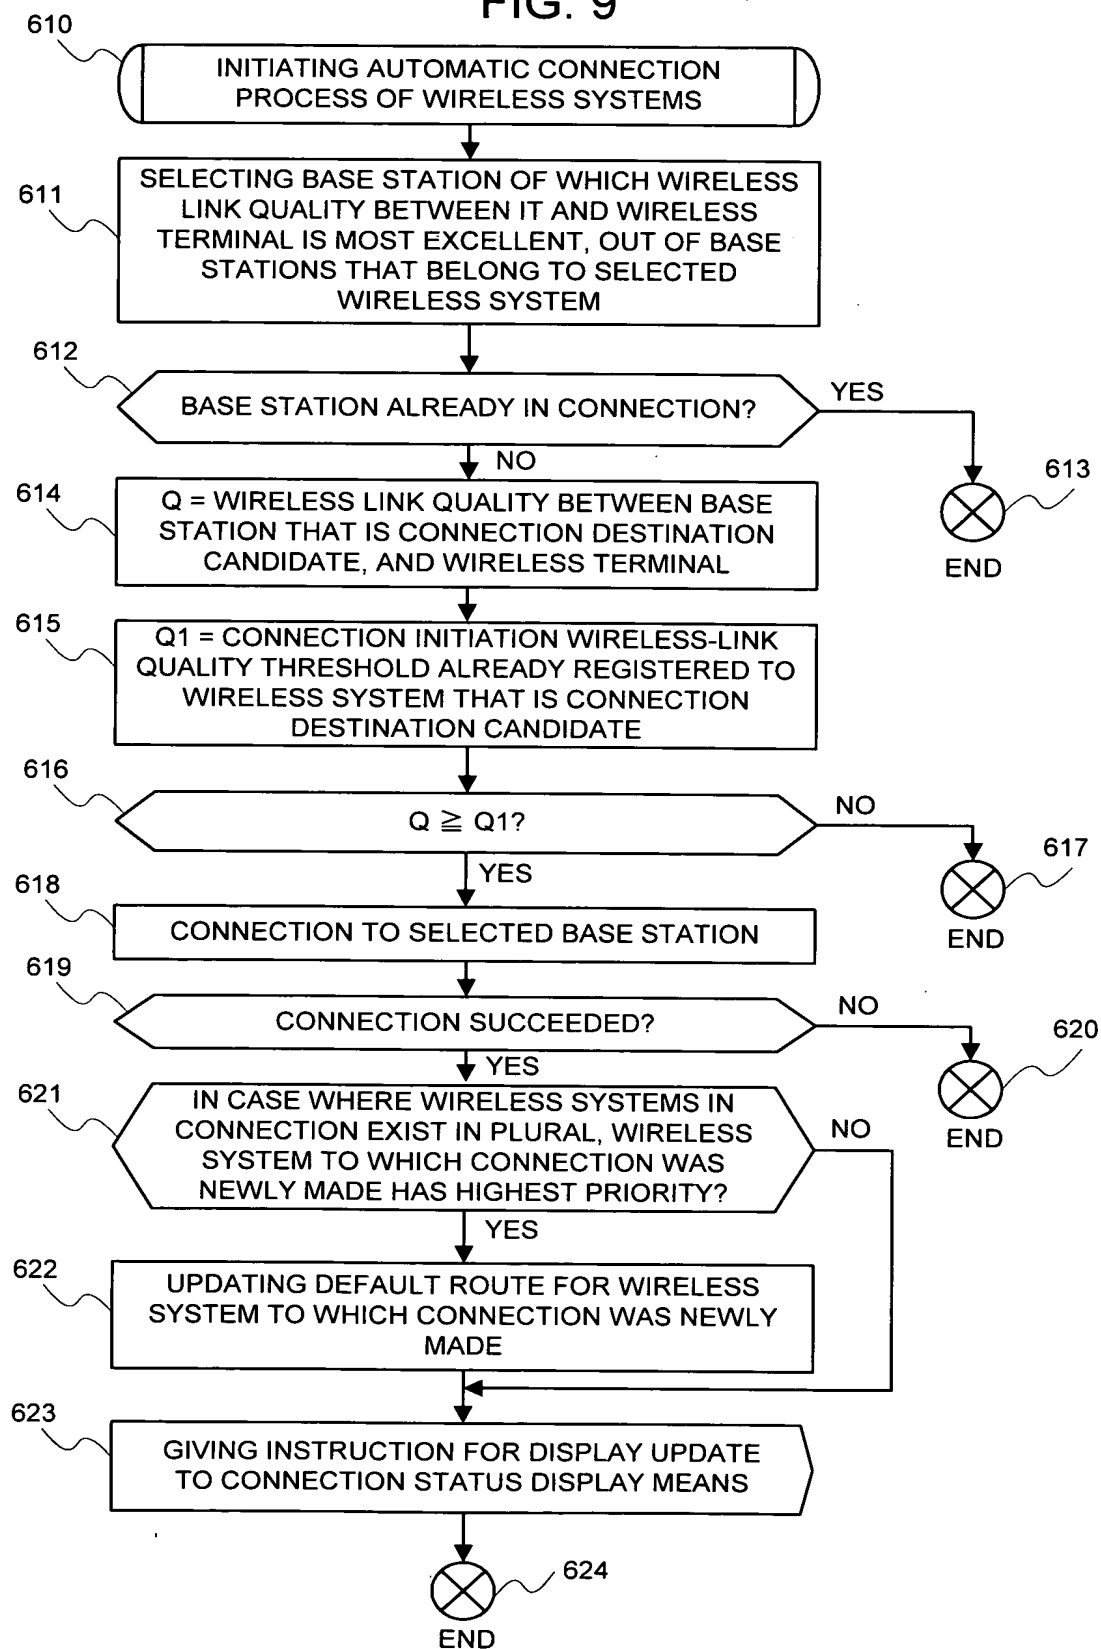 FIG. 9
610
INITIATING AUTOMATIC CONNECTION
PROCESS OF WIRELESS SYSTEMS
611
SELECTING BASE STATION OF WHICH WIRELESS
LINK QUALITY BETWEEN IT AND WIRELESS
TERMINAL IS MOST EXCELLENT, OUT OF BASE
STATIONS THAT BELONG TO SELECTED
WIRELESS SYSTEM
612
BASE STATION ALREADY IN CONNECTION?
YES
NO
613
END
614
Q = WIRELESS LINK QUALITY BETWEEN BASE
STATION THAT IS CONNECTION DESTINATION
CANDIDATE, AND WIRELESS TERMINAL
615
Q1 = CONNECTION INITIATION WIRELESS-LINK
QUALITY THRESHOLD ALREADY REGISTERED TO
WIRELESS SYSTEM THAT IS CONNECTION
DESTINATION CANDIDATE
616
Q ≧ Q1?
NO
YES
617
END
618
CONNECTION TO SELECTED BASE STATION
619
CONNECTION SUCCEEDED?
NO
YES
620
END
621
IN CASE WHERE WIRELESS SYSTEMS IN
CONNECTION EXIST IN PLURAL, WIRELESS
SYSTEM TO WHICH CONNECTION WAS
NEWLY MADE HAS HIGHEST PRIORITY?
NO
YES
622
UPDATING DEFAULT ROUTE FOR WIRELESS
SYSTEM TO WHICH CONNECTION WAS NEWLY
MADE
623
GIVING INSTRUCTION FOR DISPLAY UPDATE
TO CONNECTION STATUS DISPLAY MEANS
624
END